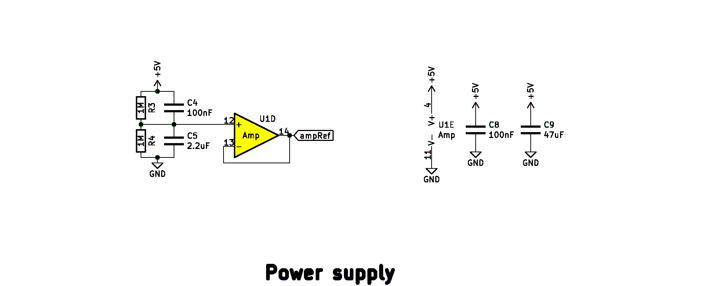 +5V
1M
R3
C4
100nF
1M
R4
C5
2.2uF
GND
12
+
13
-
Amp
U1D
14
ampRef
+5V
4
V+
U1E
Amp
V-
11
GND
+5V
C8
100nF
GND
+5V
C9
47uF
GND
Power supply